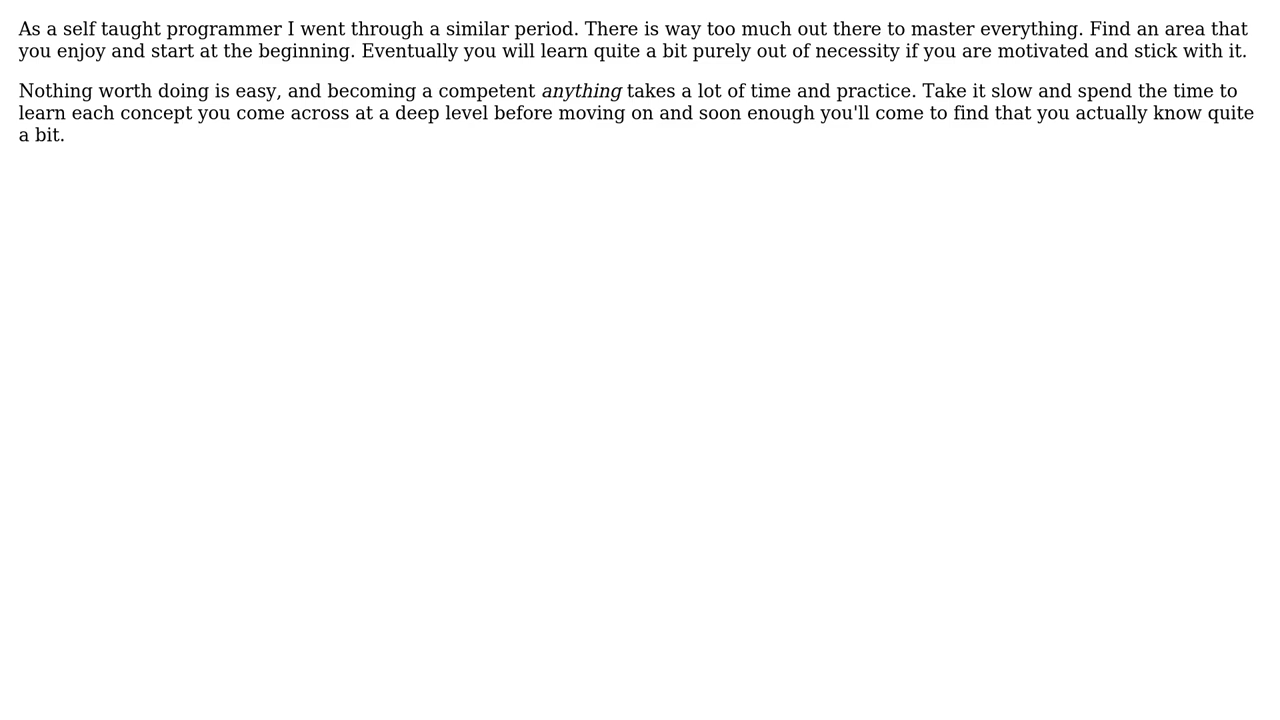 As a self taught programmer I went through a similar period. There is way too much out there to master everything. Find an area that
you enjoy and start at the beginning. Eventually you will learn quite a bit purely out of necessity if you are motivated and stick with it.
Nothing worth doing is easy, and becoming a competent anything takes a lot of time and practice. Take it slow and spend the time to
learn each concept you come across at a deep level before moving on and soon enough you'll come to find that you actually know quite
a bit.